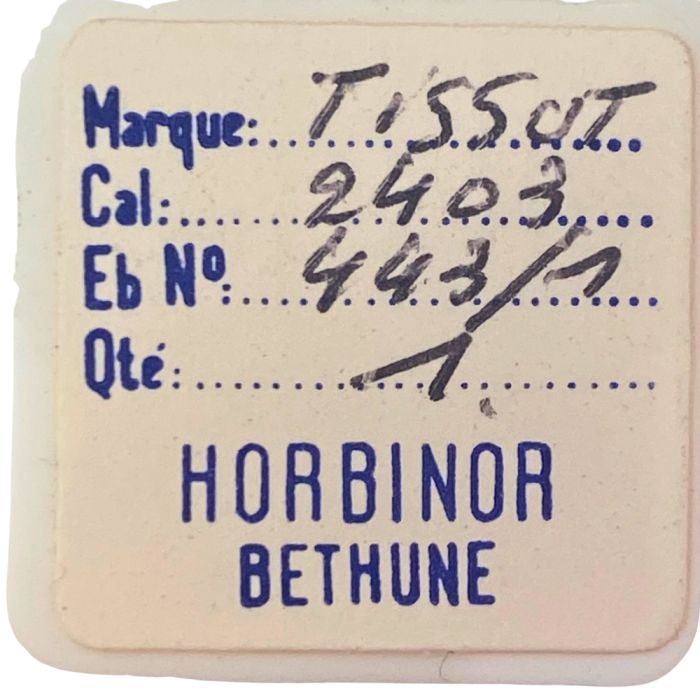 Marque: TISSOT
Cal: 2403
Eb Nº: 443/1
Qté: 1.
HORBINOR
BETHUNE